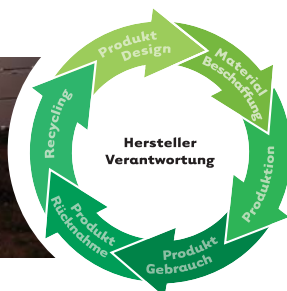 Produkt
Design
Material
Beschaffung
Produktion
Produkt
Gebrauch
Produkt
Rücknahme
Recycling
Hersteller
Verantwortung